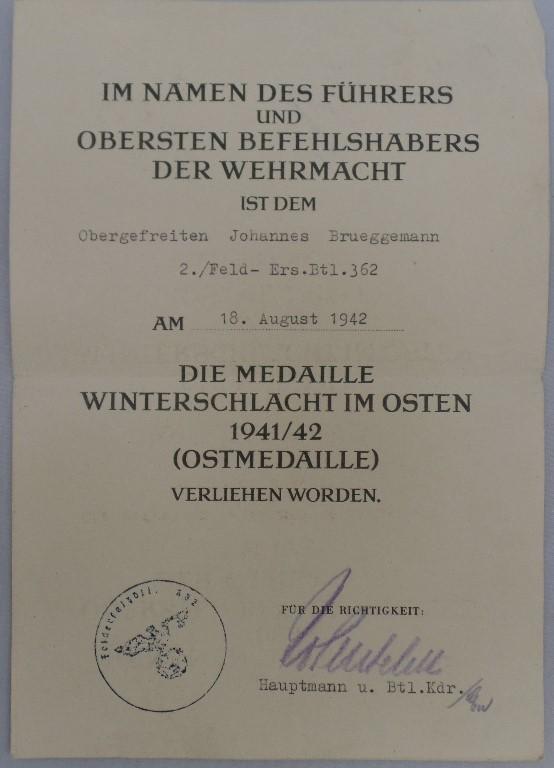 IM NAMEN DES FÜHRERS
UND
OBERSTEN BEFEHLSHABERS
DER WEHRMACHT
IST DEM
Obergefreiten Johannes Brueggemann
2./Feld- Ers.Btl.362
AM 18. August 1942
DIE MEDAILLE
WINTERSCHLACHT IM OSTEN
1941/42
(OSTMEDAILLE)
VERLIEHEN WORDEN.
FÜR DIE RICHTIGKEIT:
Hauptmann u. Btl.Kdr.